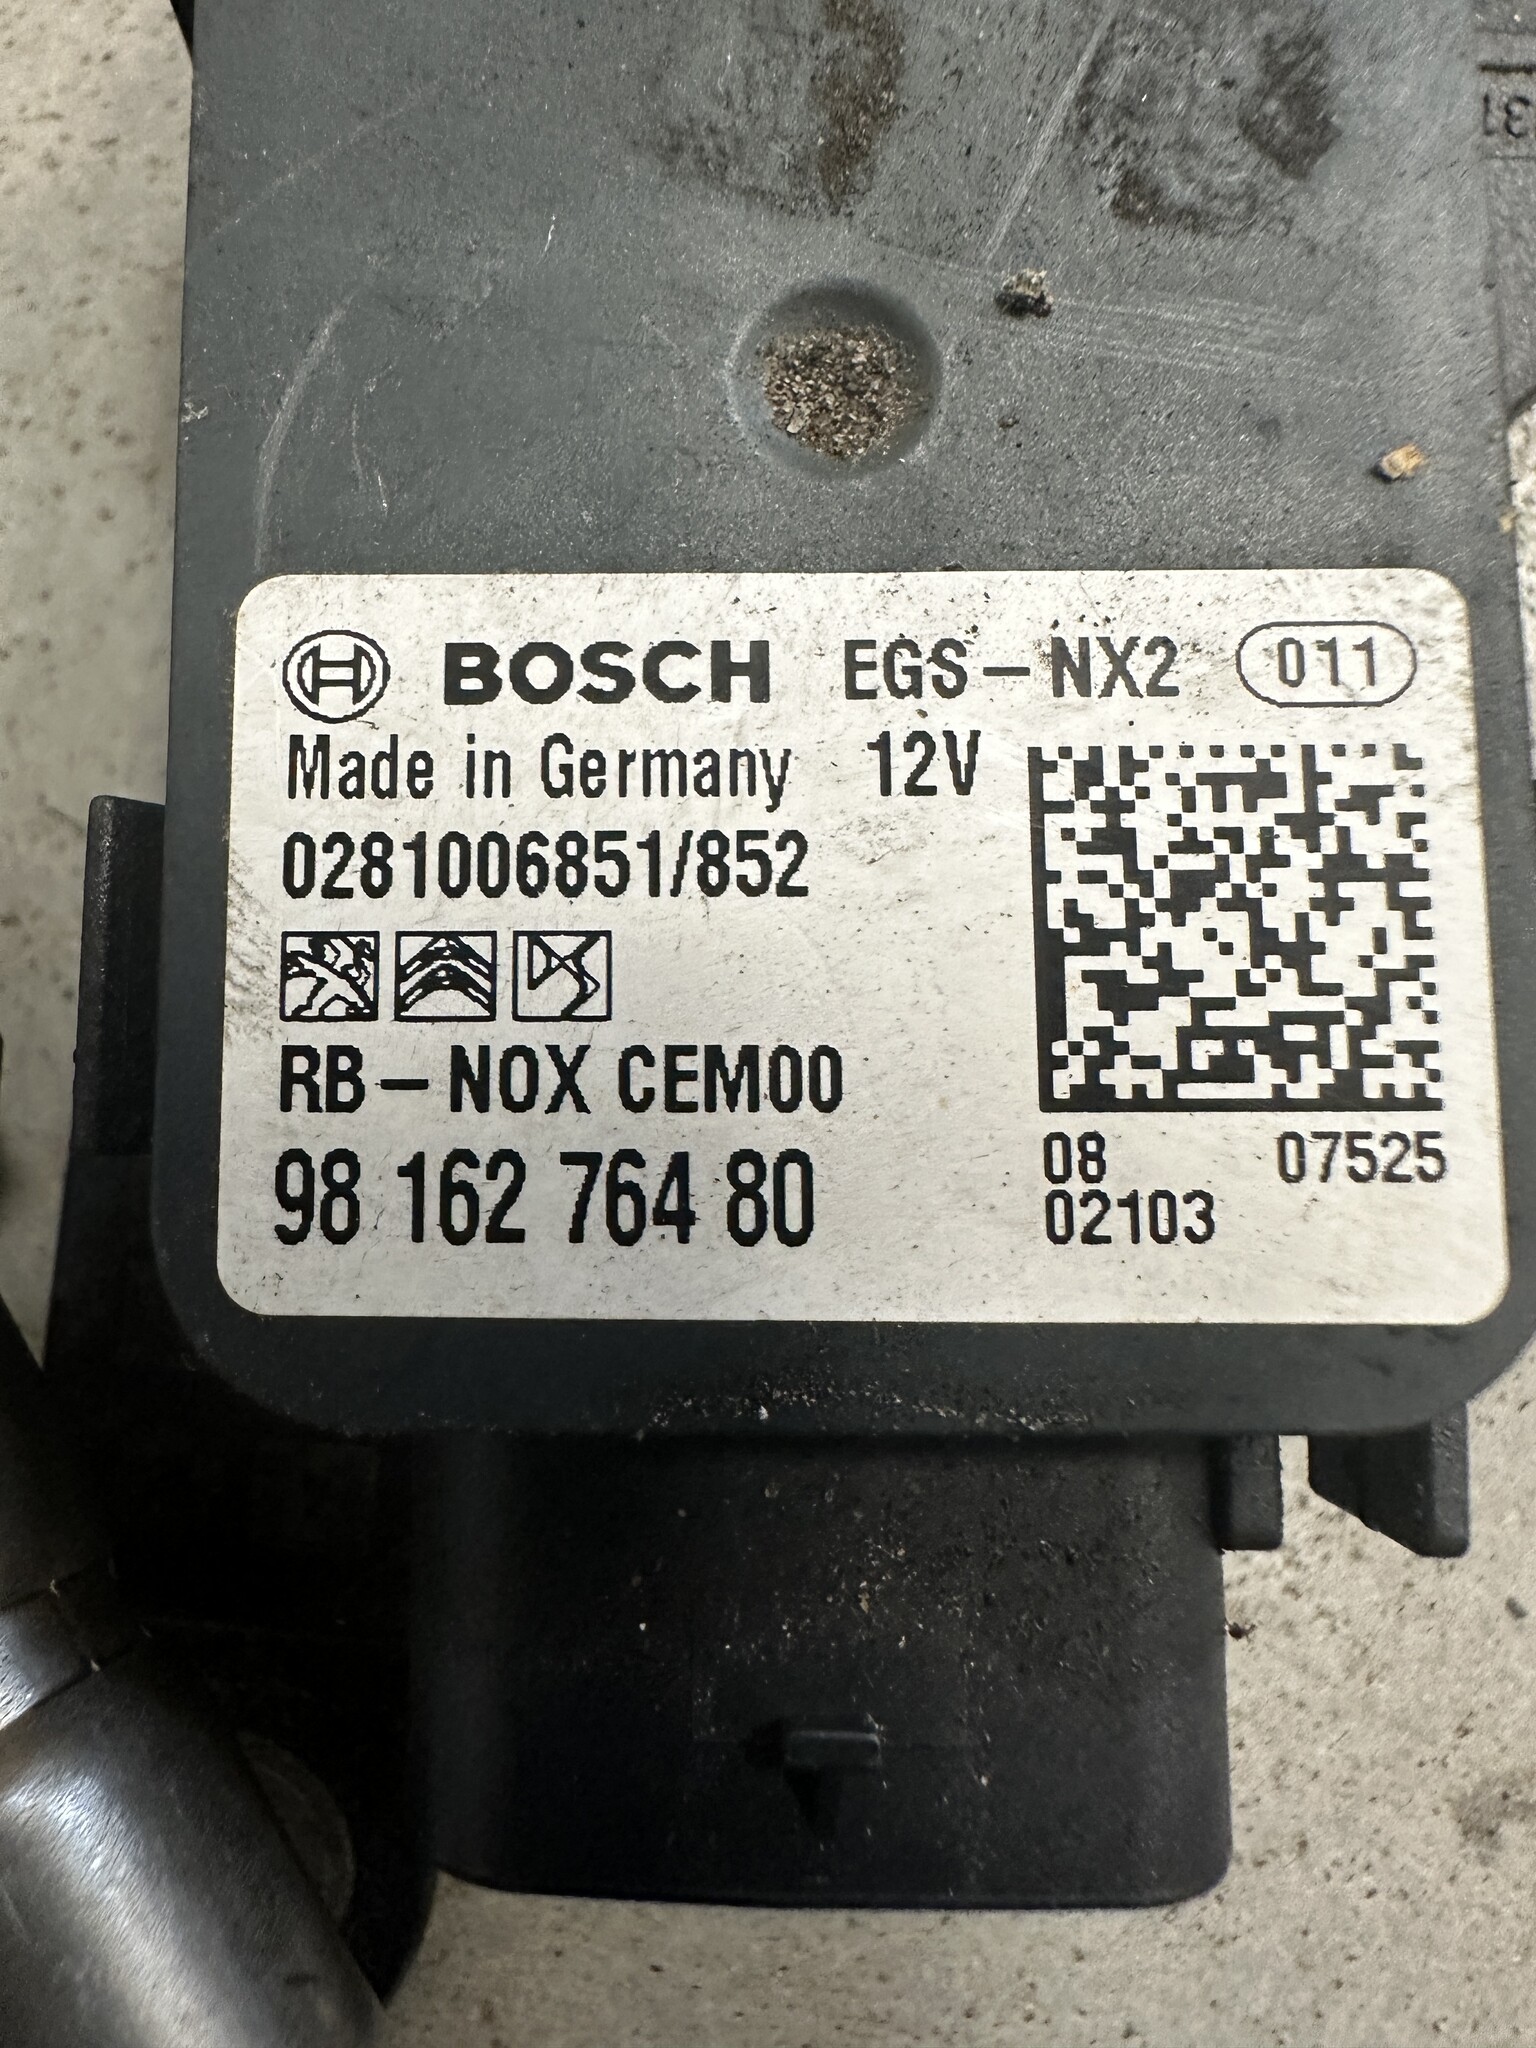 BOSCH EGS-NX2 011
Made in Germany 12V
0281006851/852
RB-NOX CEM00
98 162 764 80
08 07525
02103
31